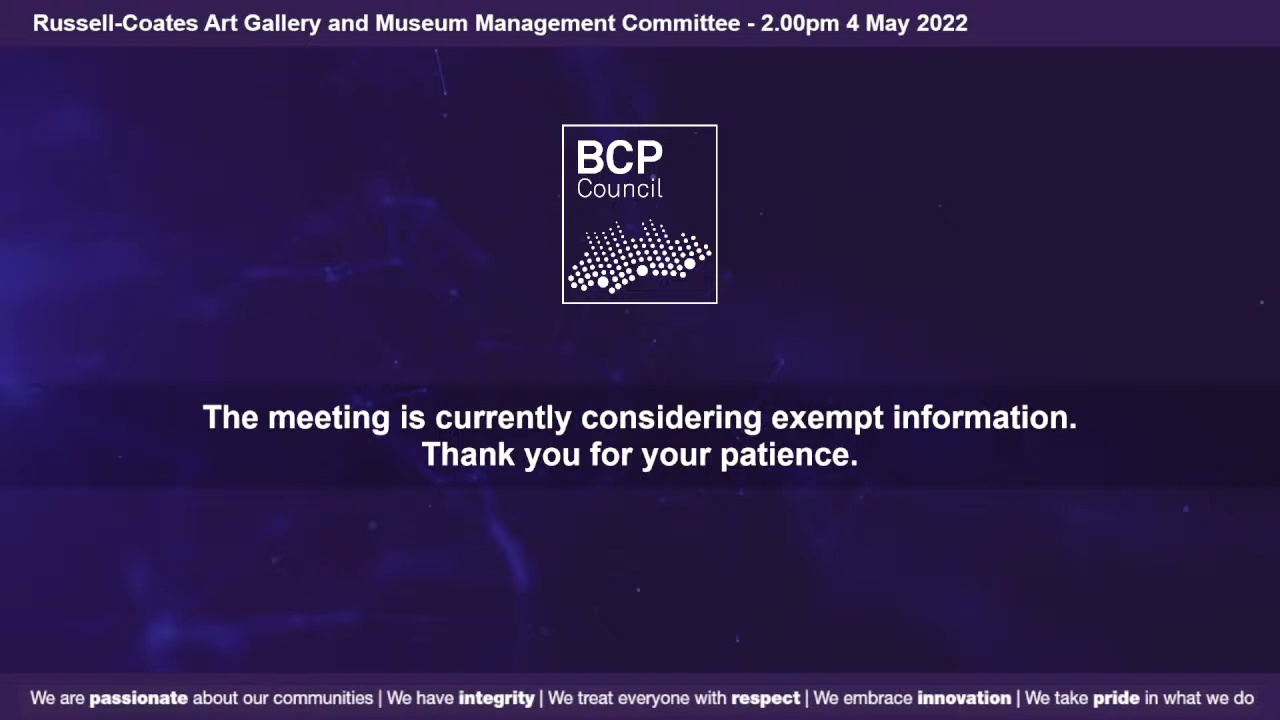 Russell-Coates Art Gallery and Museum Management Committee - 2.00pm 4 May 2022
BCP
Council
The meeting is currently considering exempt information.
Thank you for your patience.
We are passionate about our communities | We have integrity | We treat everyone with respect | We embrace innovation | We take pride in what we do